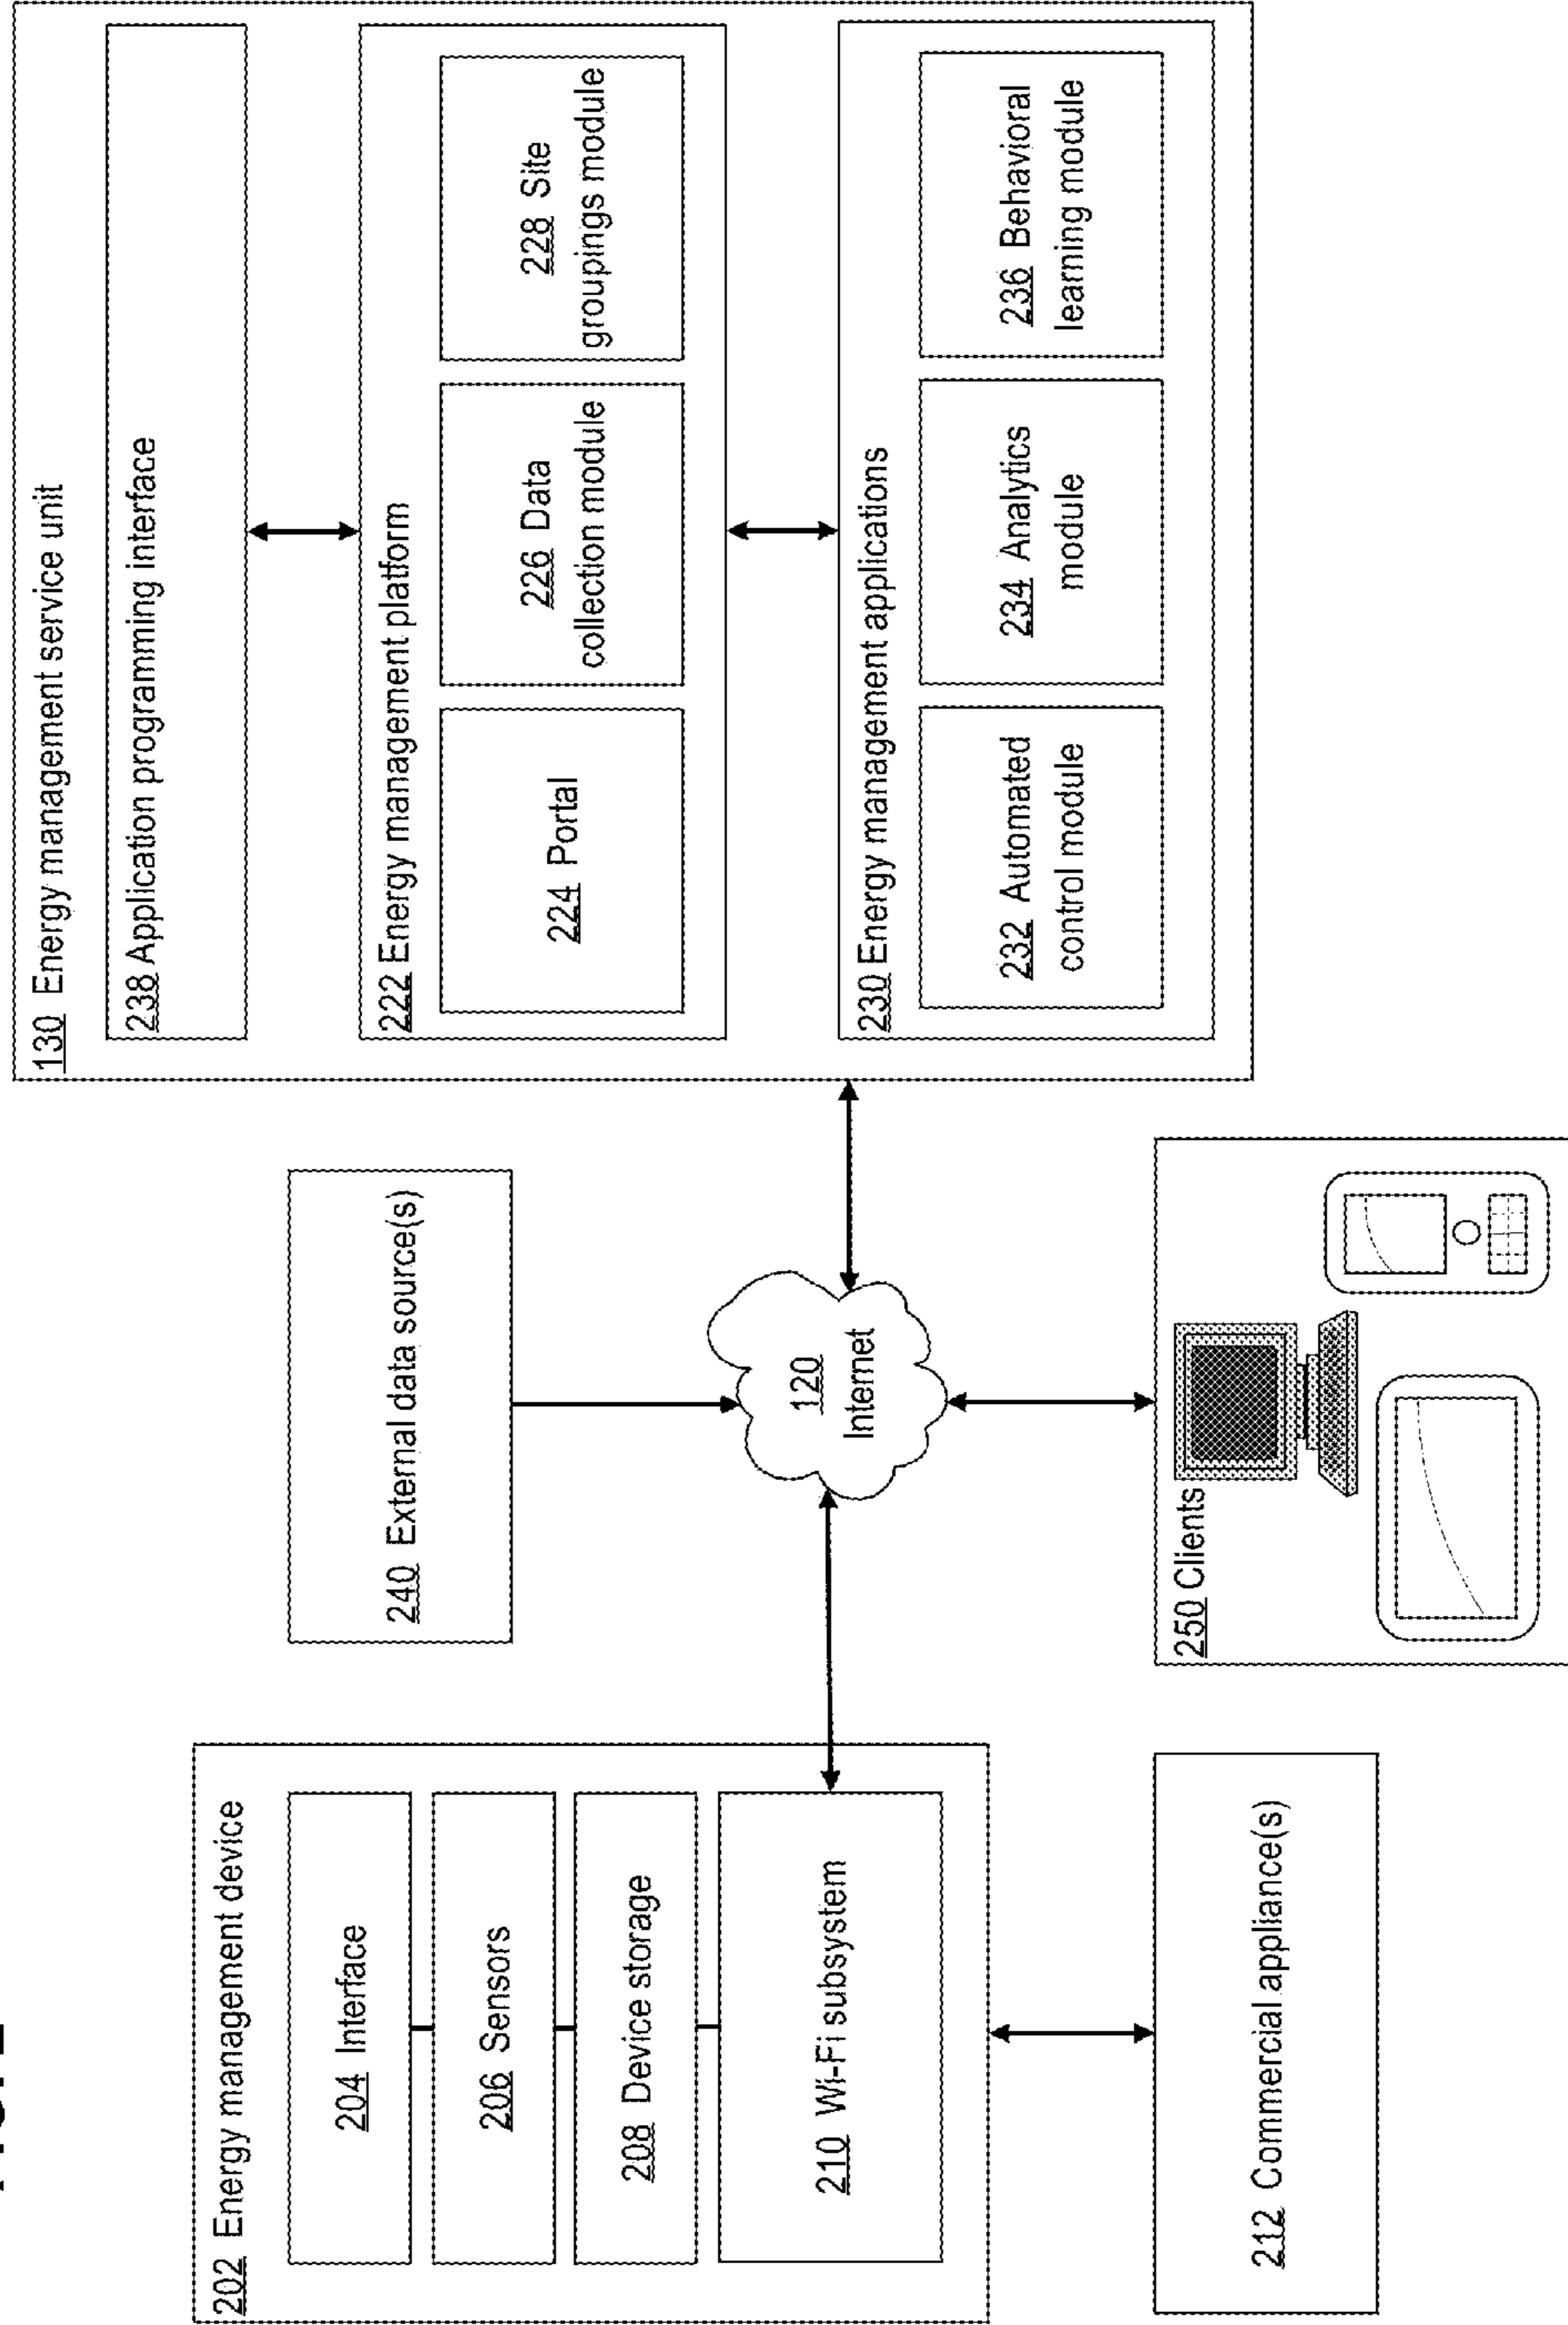 202 Energy management device
204 Interface
206 Sensors
208 Device storage
210 Wi-Fi subsystem
212 Commercial appliance(s)
240 External data source(s)
120
Internet
250 Clients
130 Energy management service unit
238 Application programming interface
222 Energy management platform
224 Portal
226 Data
collection module
228 Site
groupings module
230 Energy management applications
232 Automated
control module
234 Analytics
module
236 Behavioral
learning module